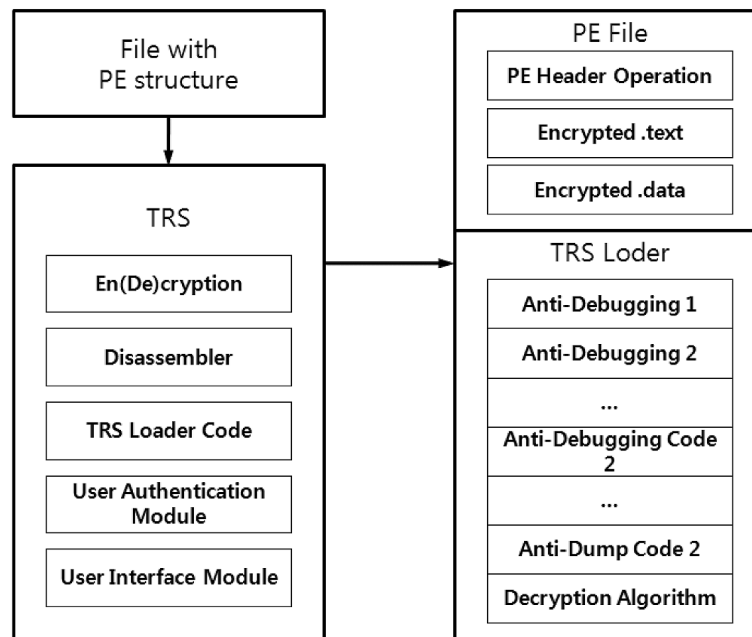 File with
PE structure
TRS
En(De)cryption
Disassembler
TRS Loader Code
User Authentication
Module
User Interface Module
PE File
PE Header Operation
Encrypted .text
Encrypted .data
TRS Loder
Anti-Debugging 1
Anti-Debugging 2
...
Anti-Debugging Code
2
...
Anti-Dump Code 2
Decryption Algorithm